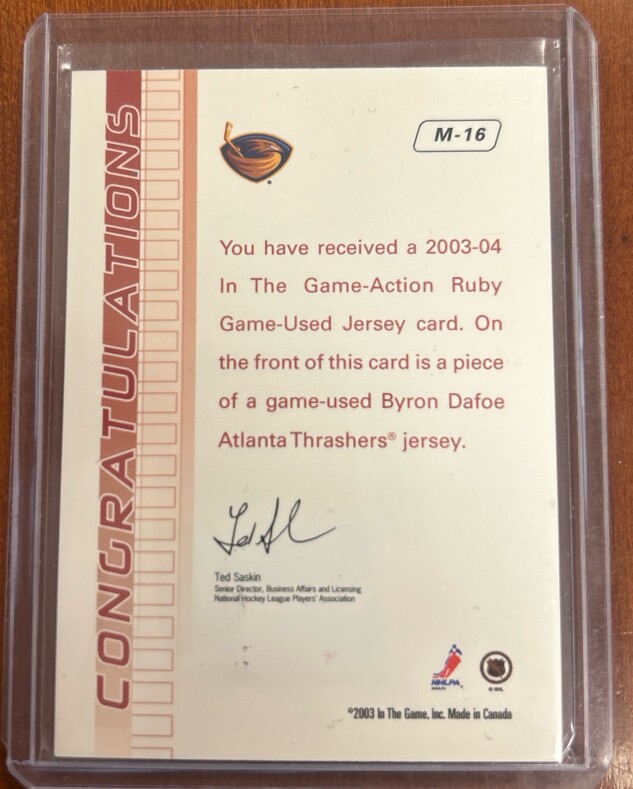 CONGRATULATIONS
M-16
You have received a 2003-04
In The Game-Action Ruby
Game-Used Jersey card. On
the front of this card is a piece
of a game-used Byron Dafoe
Atlanta Thrashers® jersey.
Ted Saskin
Senior Director, Business Affairs and Licensing
National Hockey League Players' Association
NHLPA
©2003 In The Game, Inc. Made in Canada